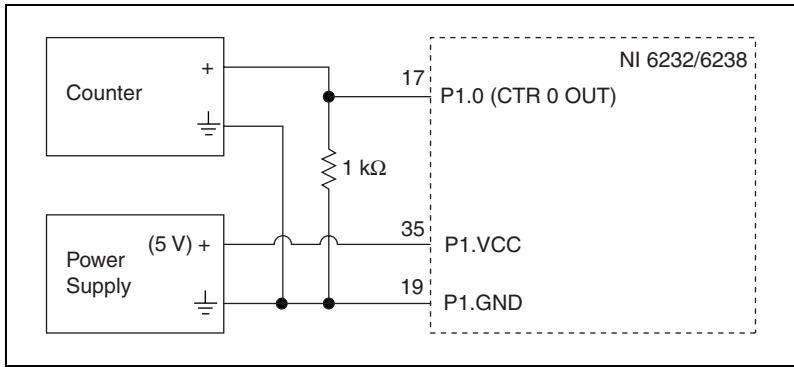 NI 6232/6238
Counter
+
17
P1.0 (CTR 0 OUT)
1 kΩ
Power
Supply
(5 V) +
35
P1.VCC
19
P1.GND